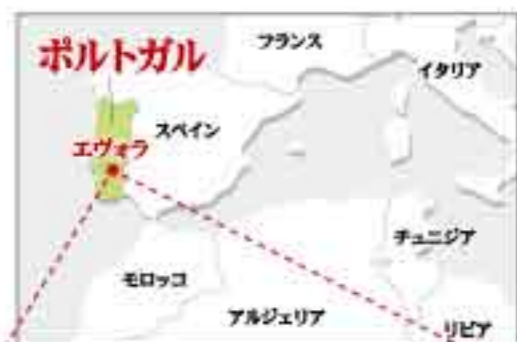 フランス
ポルトガル
イタリア
スペイン
エヴォラ
チュニジア
モロッコ
アルジェリア
リビア